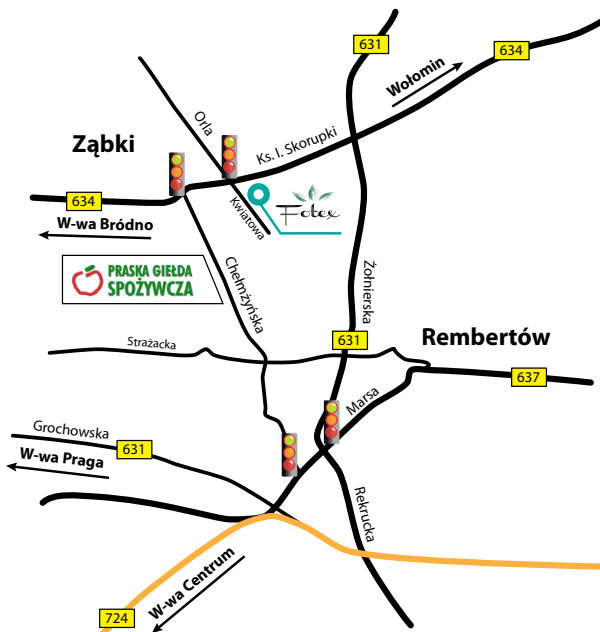 631
634
Wołomin
Orla
Ząbki
Ks. I. Skorupki
634
W-wa Bródno
Kwiatowa
Fotex
PRASKA GIEŁDA
SPOŻYWCZA
Chełmżyńska
Żołnierska
631
Rembertów
Strażacka
637
Marsa
Grochowska
631
W-wa Praga
Rekrucka
W-wa Centrum
724